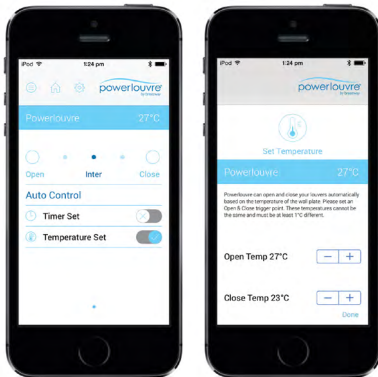 iPod 1:24 pm
powerlouvre
Powerlouvre 27°C
Open Inter Close
Auto Control
Timer Set
Temperature Set
iPod 1:24 pm
powerlouvre
Set Temperature
Powerlouvre 27°C
Powerlouvre can open and close your louvers automatically
based on the temperature of the wall plate. Please set an
Open & Close trigger point. These temperatures cannot be
the same and must be at least 1°C different.
Open Temp 27°C − +
Close Temp 23°C − +
Done